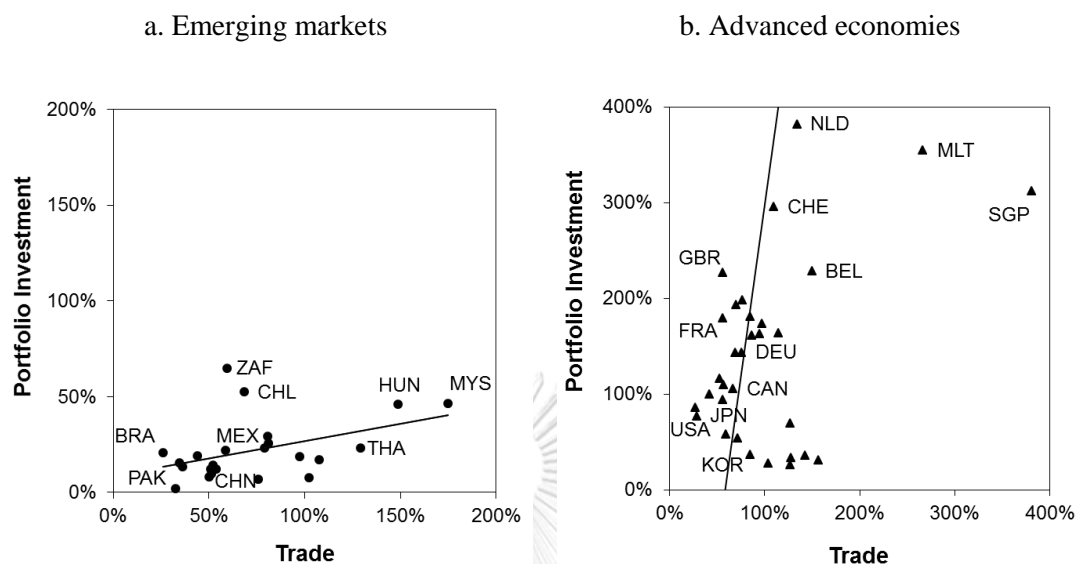 a. Emerging markets
b. Advanced economies
200%
150%
100%
50%
0%
Portfolio Investment
ZAF
CHL
HUN
MYS
BRA
MEX
THA
PAK
CHN
0%
50%
100%
150%
200%
Trade
400%
300%
200%
100%
0%
Portfolio Investment
NLD
MLT
CHE
SGP
GBR
BEL
FRA
DEU
CAN
JPN
USA
KOR
0%
100%
200%
300%
400%
Trade